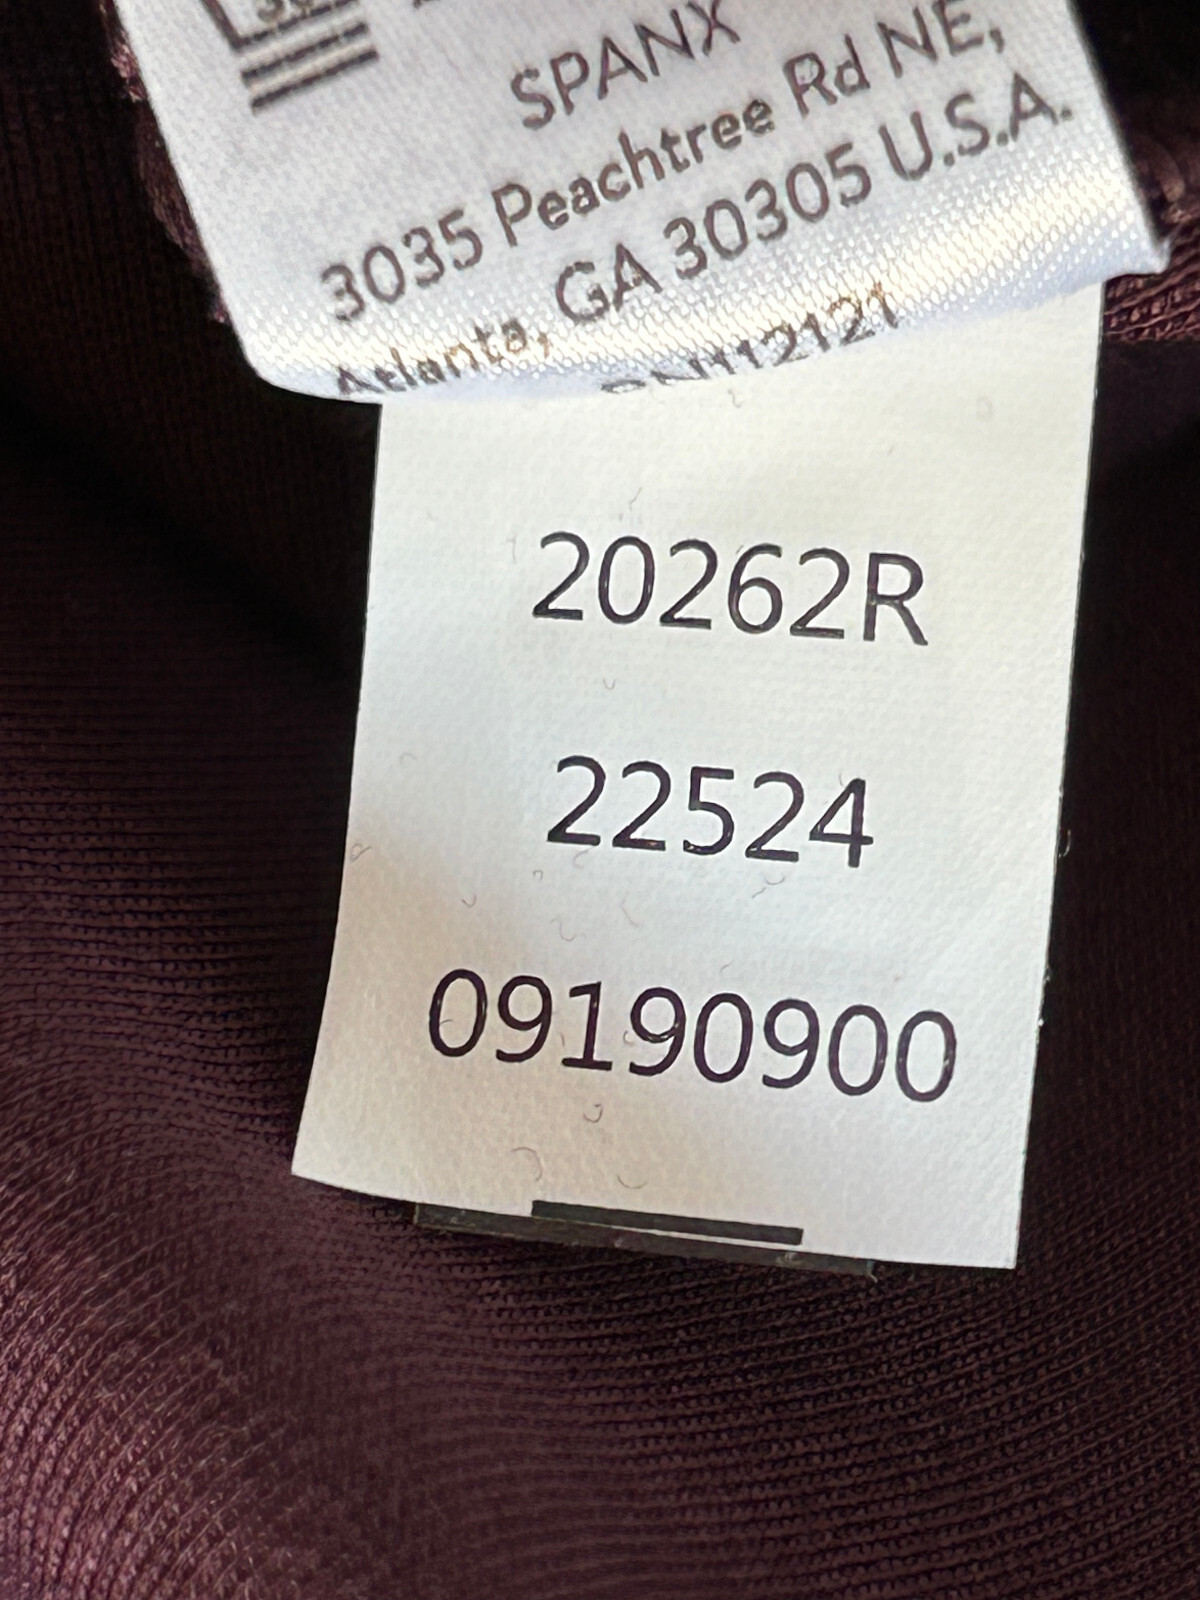 SPANX
3035 Peachtree Rd NE,
Atlanta, GA 30305 U.S.A.
20262R
22524
09190900